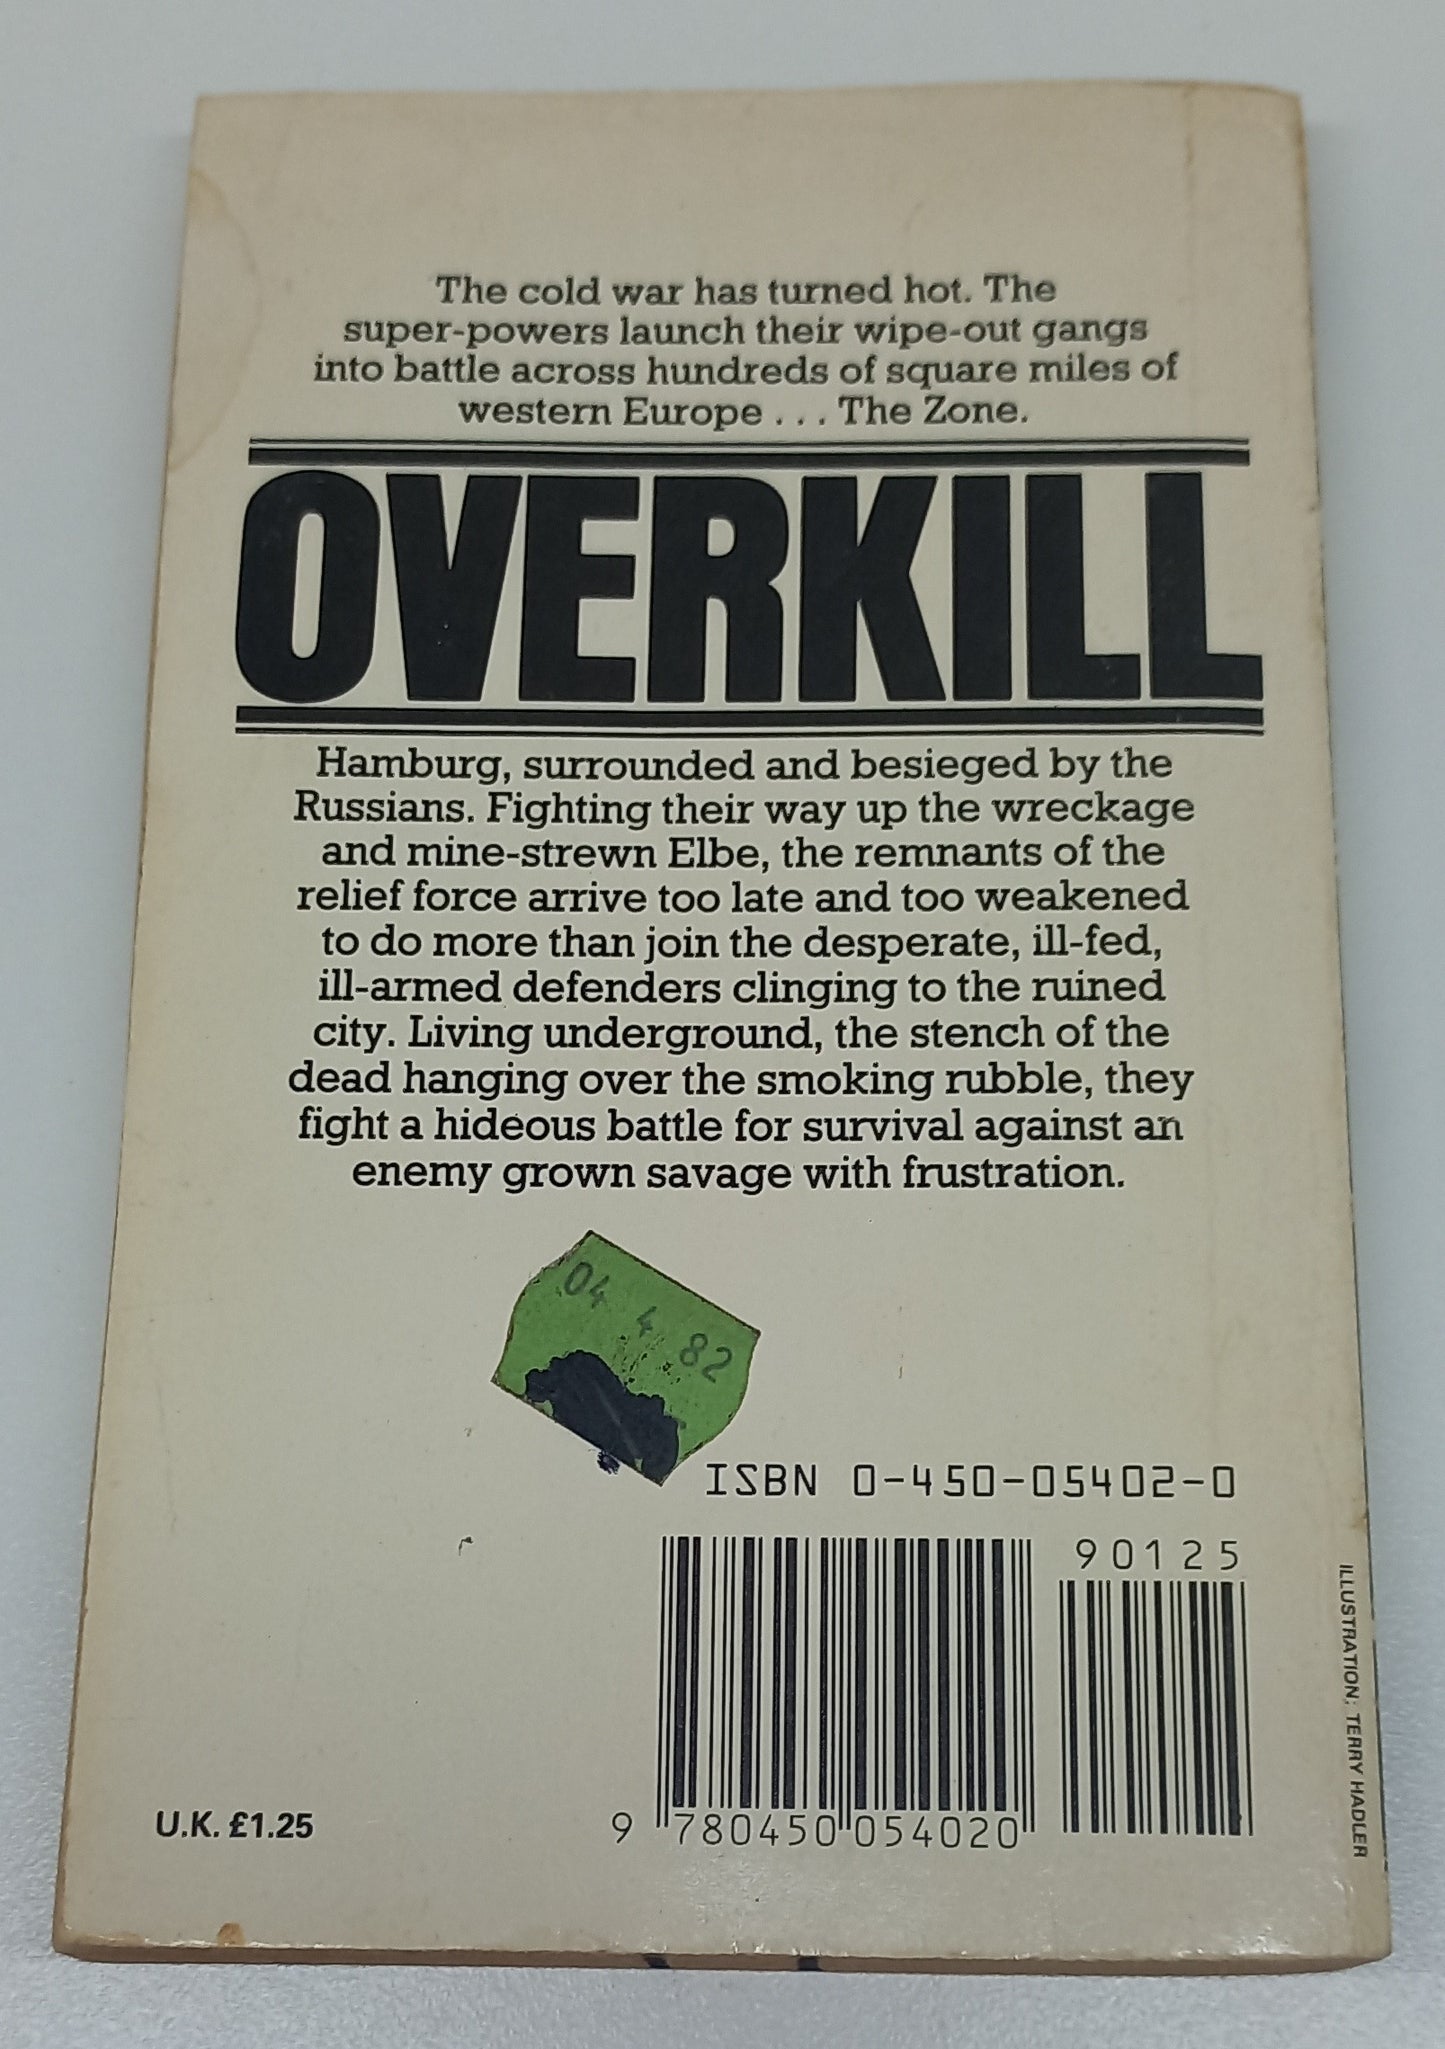 The cold war has turned hot. The
super-powers launch their wipe-out gangs
into battle across hundreds of square miles of
western Europe . . . The Zone.
OVERKILL
Hamburg, surrounded and besieged by the
Russians. Fighting their way up the wreckage
and mine-strewn Elbe, the remnants of the
relief force arrive too late and too weakened
to do more than join the desperate, ill-fed,
ill-armed defenders clinging to the ruined
city. Living underground, the stench of the
dead hanging over the smoking rubble, they
fight a hideous battle for survival against an
enemy grown savage with frustration.
04 4 82
ISBN 0-450-05402-0
90125
9 780450 054020
U.K. £1.25
ILLUSTRATION: TERRY HADLER